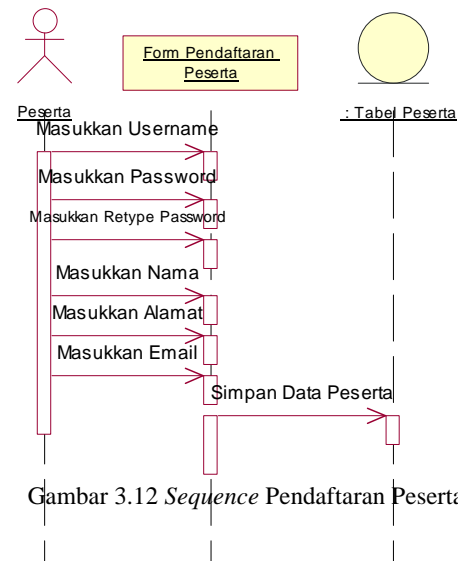 Form Pendaftaran
Peserta
Peserta
: Tabel Peserta
Masukkan Username
Masukkan Password
Masukkan Retype Password
Masukkan Nama
Masukkan Alamat
Masukkan Email
Simpan Data Peserta
Gambar 3.12 Sequence Pendaftaran Peserta